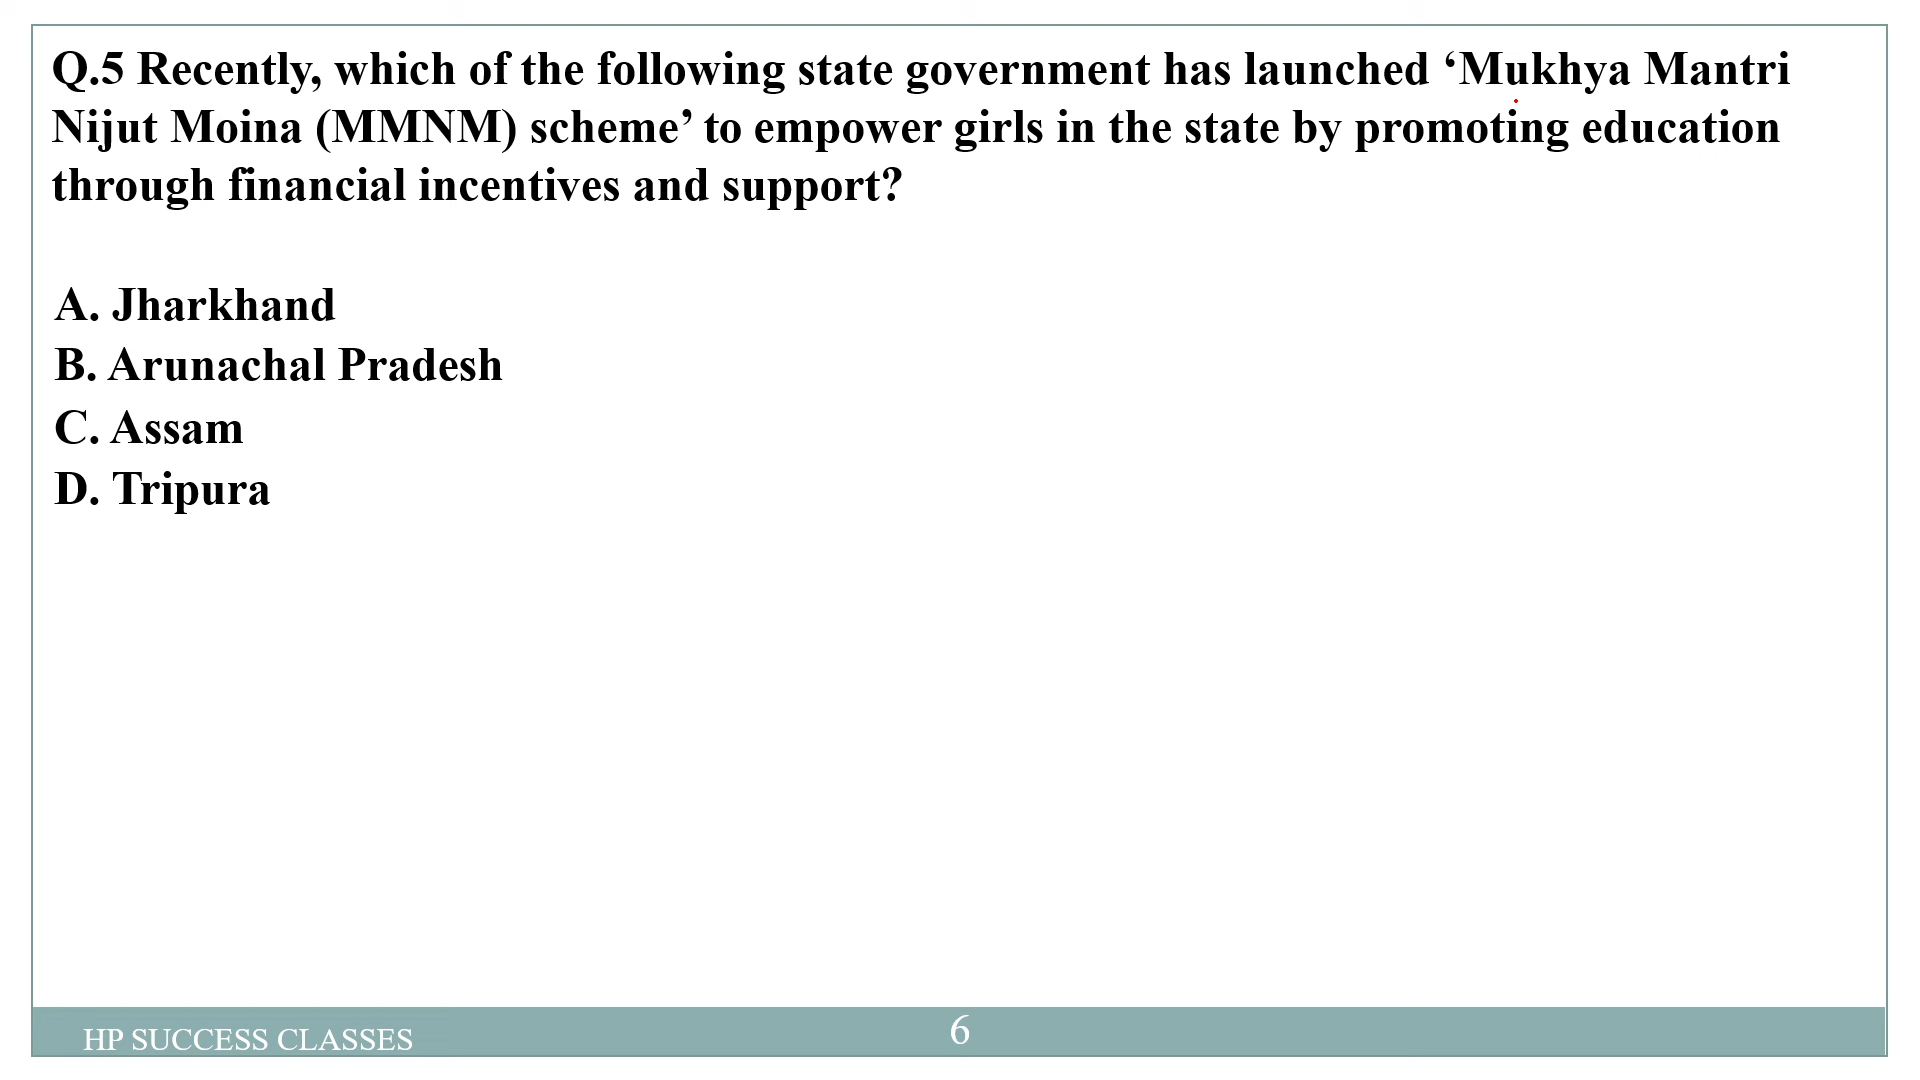 Q.5 Recently, which of the following state government has launched ‘Mukhya Mantri
Nijut Moina (MMNM) scheme’ to empower girls in the state by promoting education
through financial incentives and support?
A. Jharkhand
B. Arunachal Pradesh
C. Assam
D. Tripura
HP SUCCESS CLASSES
6